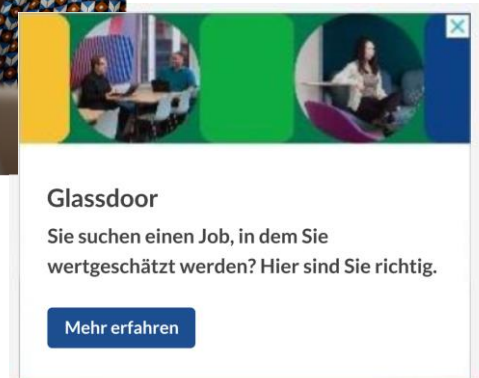 Glassdoor
Sie suchen einen Job, in dem Sie
wertgeschätzt werden? Hier sind Sie richtig.
Mehr erfahren